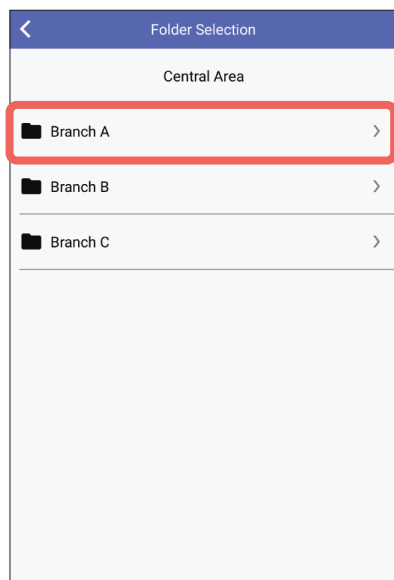 Folder Selection
Central Area
Branch A
Branch B
Branch C